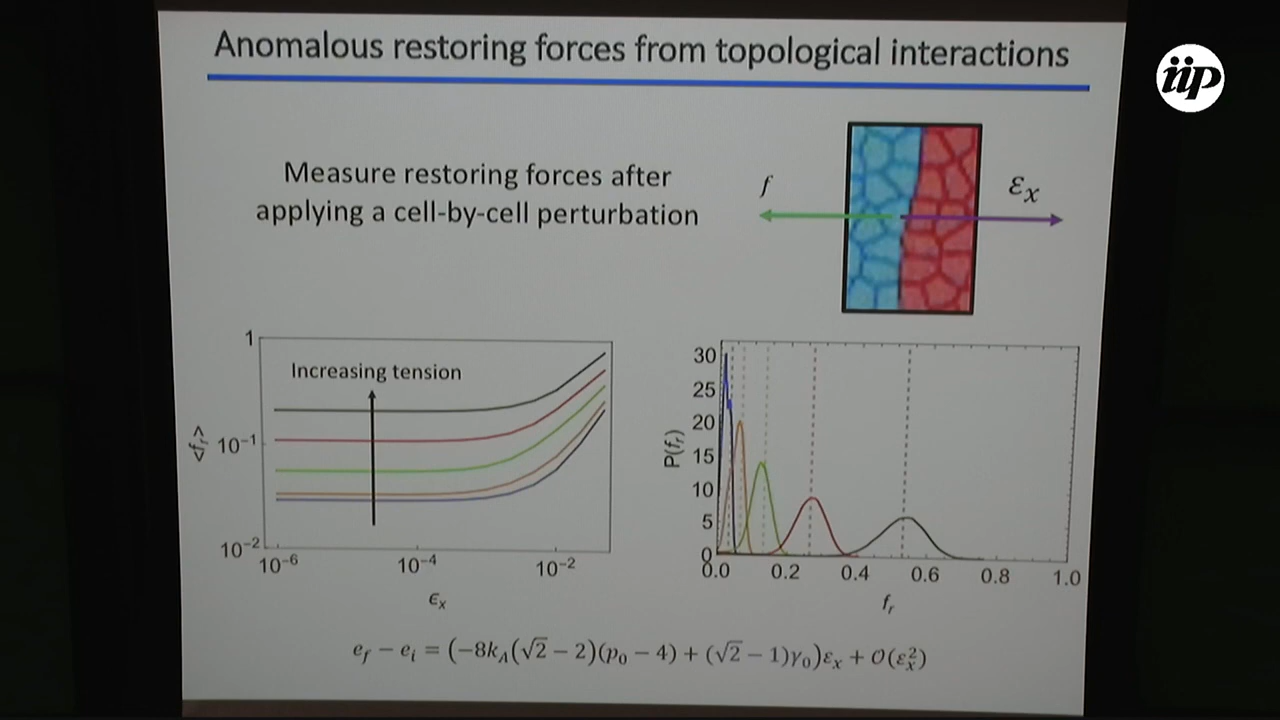 Anomalous restoring forces from topological interactions
iip
Measure restoring forces after
applying a cell-by-cell perturbation
f
εx
1
10⁻¹
10⁻²
<fr>
Increasing tension
10⁻⁶
10⁻⁴
10⁻²
ϵx
30
25
20
15
10
5
0
P(fr)
0.0
0.2
0.4
0.6
0.8
1.0
fr
ef − ei = (−8kA(√2 − 2)(p0 − 4) + (√2 − 1)γ0)εx + O(εx²)